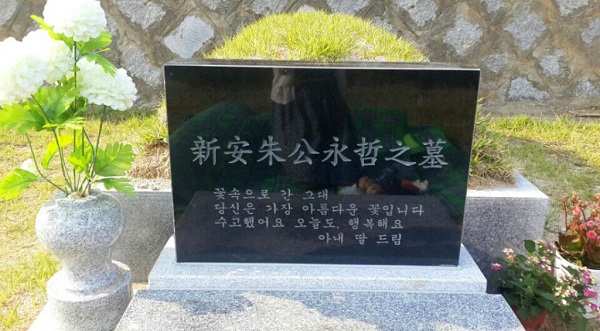 新安朱公永哲之墓
꽃속으로 간 그대
당신은 가장 아름다운 꽃입니다
수고했어요 오늘도, 행복해요
아내 딸 드림